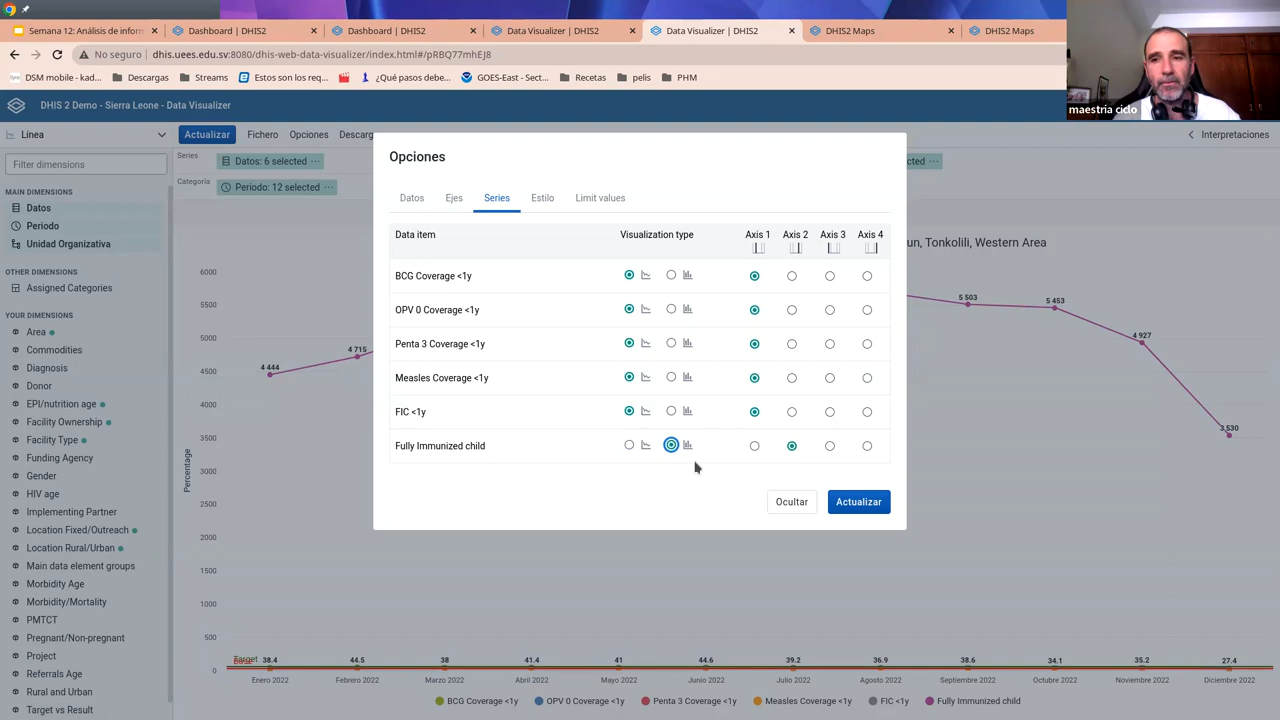 Semana 12: Análisis de inforr
Dashboard | DHIS2
Dashboard | DHIS2
Data Visualizer | DHIS2
Data Visualizer | DHIS2
DHIS2 Maps
DHIS2 Maps
No seguro
dhis.uees.edu.sv:8080/dhis-web-data-visualizer/index.html#/pRBQ77mhEJ8
DSM mobile - kad...
Descargas
Streams
Estos son los req...
¿Qué pasos debe...
GOES-East - Sect...
Recetas
pelis
PHM
maestria ciclo
DHIS 2 Demo - Sierra Leone - Data Visualizer
Línea
Actualizar
Fichero
Opciones
Descarg
Interpretaciones
Filter dimensions
Series
Datos: 6 selected
cted
Categoría
Periodo: 12 selected
MAIN DIMENSIONS
Datos
Periodo
Unidad Organizativa
OTHER DIMENSIONS
Assigned Categories
YOUR DIMENSIONS
Area
Commodities
Diagnosis
Donor
EPI/nutrition age
Facility Ownership
Facility Type
Funding Agency
Gender
HIV age
Implementing Partner
Location Fixed/Outreach
Location Rural/Urban
Main data element groups
Morbidity Age
Morbidity/Mortality
PMTCT
Pregnant/Non-pregnant
Project
Referrals Age
Rural and Urban
Target vs Result
Opciones
Datos
Ejes
Series
Estilo
Limit values
Data item
Visualization type
Axis 1
Axis 2
Axis 3
Axis 4
BCG Coverage <1y
OPV 0 Coverage <1y
Penta 3 Coverage <1y
Measles Coverage <1y
FIC <1y
Fully Immunized child
Ocultar
Actualizar
un, Tonkolili, Western Area
Percentage
6000
5500
5000
4500
4000
3500
3000
2500
2000
1500
1000
500
0
4 444
4 715
5 503
5 453
4 927
3 530
Target
38.4
44.5
38
41.4
41
44.6
39.2
36.9
38.6
34.1
35.2
27.4
Enero 2022
Febrero 2022
Marzo 2022
Abril 2022
Mayo 2022
Junio 2022
Julio 2022
Agosto 2022
Septiembre 2022
Octubre 2022
Noviembre 2022
Diciembre 2022
BCG Coverage <1y
OPV 0 Coverage <1y
Penta 3 Coverage <1y
Measles Coverage <1y
FIC <1y
Fully Immunized child